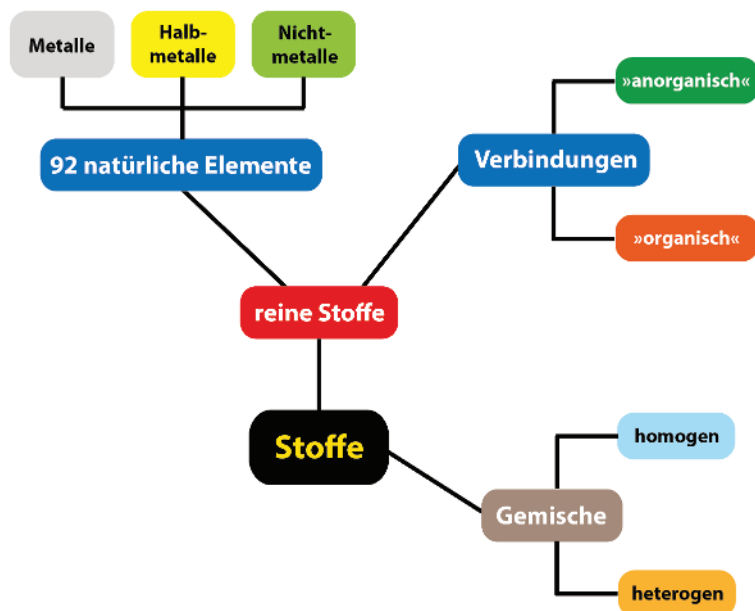 Metalle
Halb-
metalle
Nicht-
metalle
»anorganisch«
92 natürliche Elemente
Verbindungen
»organisch«
reine Stoffe
Stoffe
homogen
Gemische
heterogen